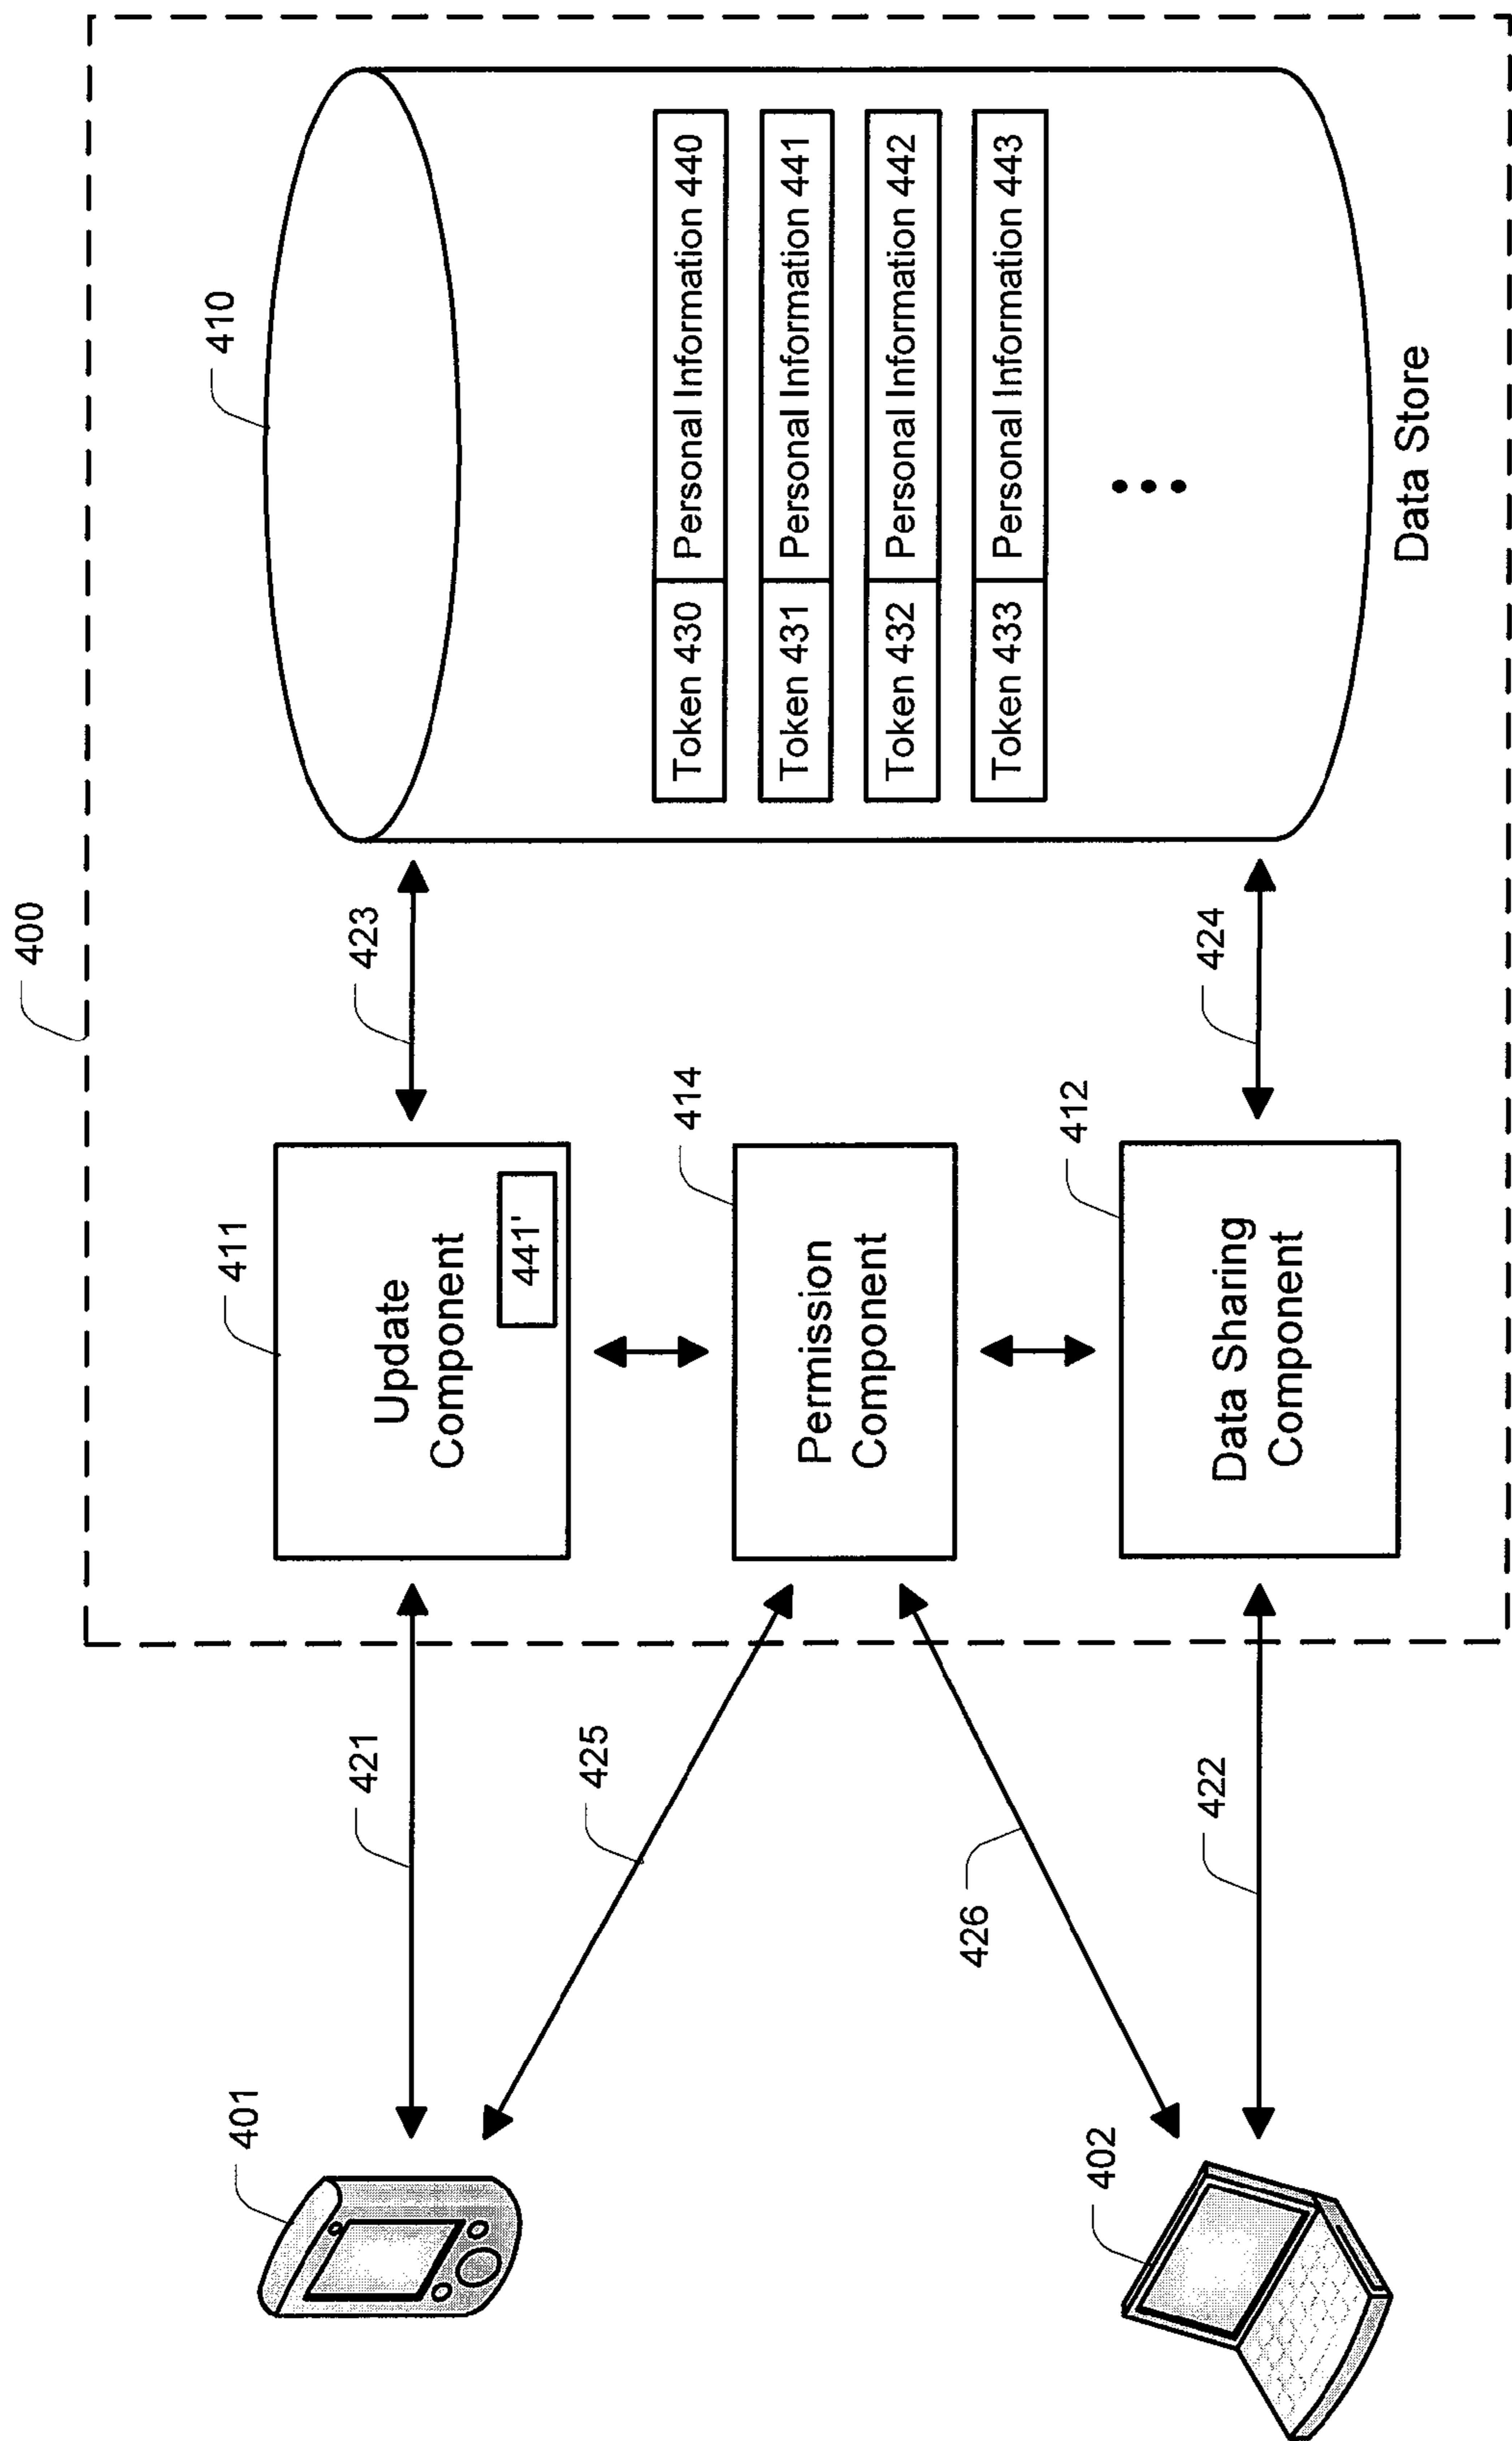 400
410
401
421
411
423
Update
Component
441'
Token 430 Personal Information 440
Token 431 Personal Information 441
Token 432 Personal Information 442
Token 433 Personal Information 443
425
414
Permission
Component
426
402
422
412
424
Data Sharing
Component
Data Store